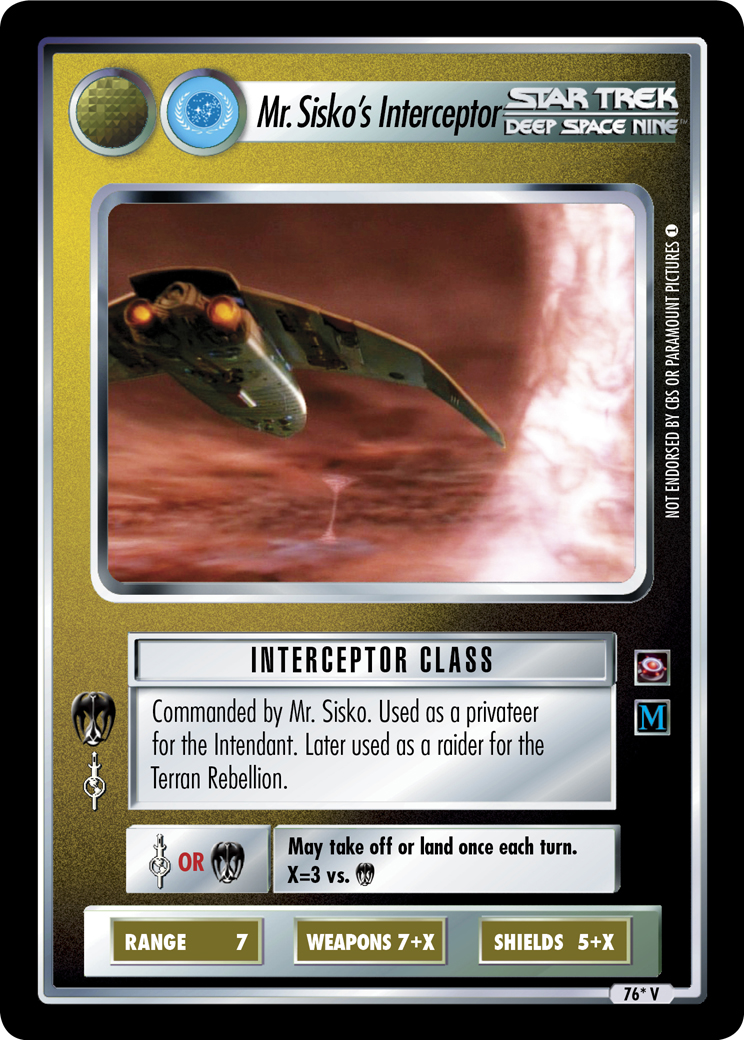 Mr. Sisko's Interceptor
STAR TREK
DEEP SPACE NINE™
NOT ENDORSED BY CBS OR PARAMOUNT PICTURES 1
INTERCEPTOR CLASS
Commanded by Mr. Sisko. Used as a privateer
for the Intendant. Later used as a raider for the
Terran Rebellion.
M
OR
May take off or land once each turn.
X=3 vs.
RANGE 7
WEAPONS 7+X
SHIELDS 5+X
76* V